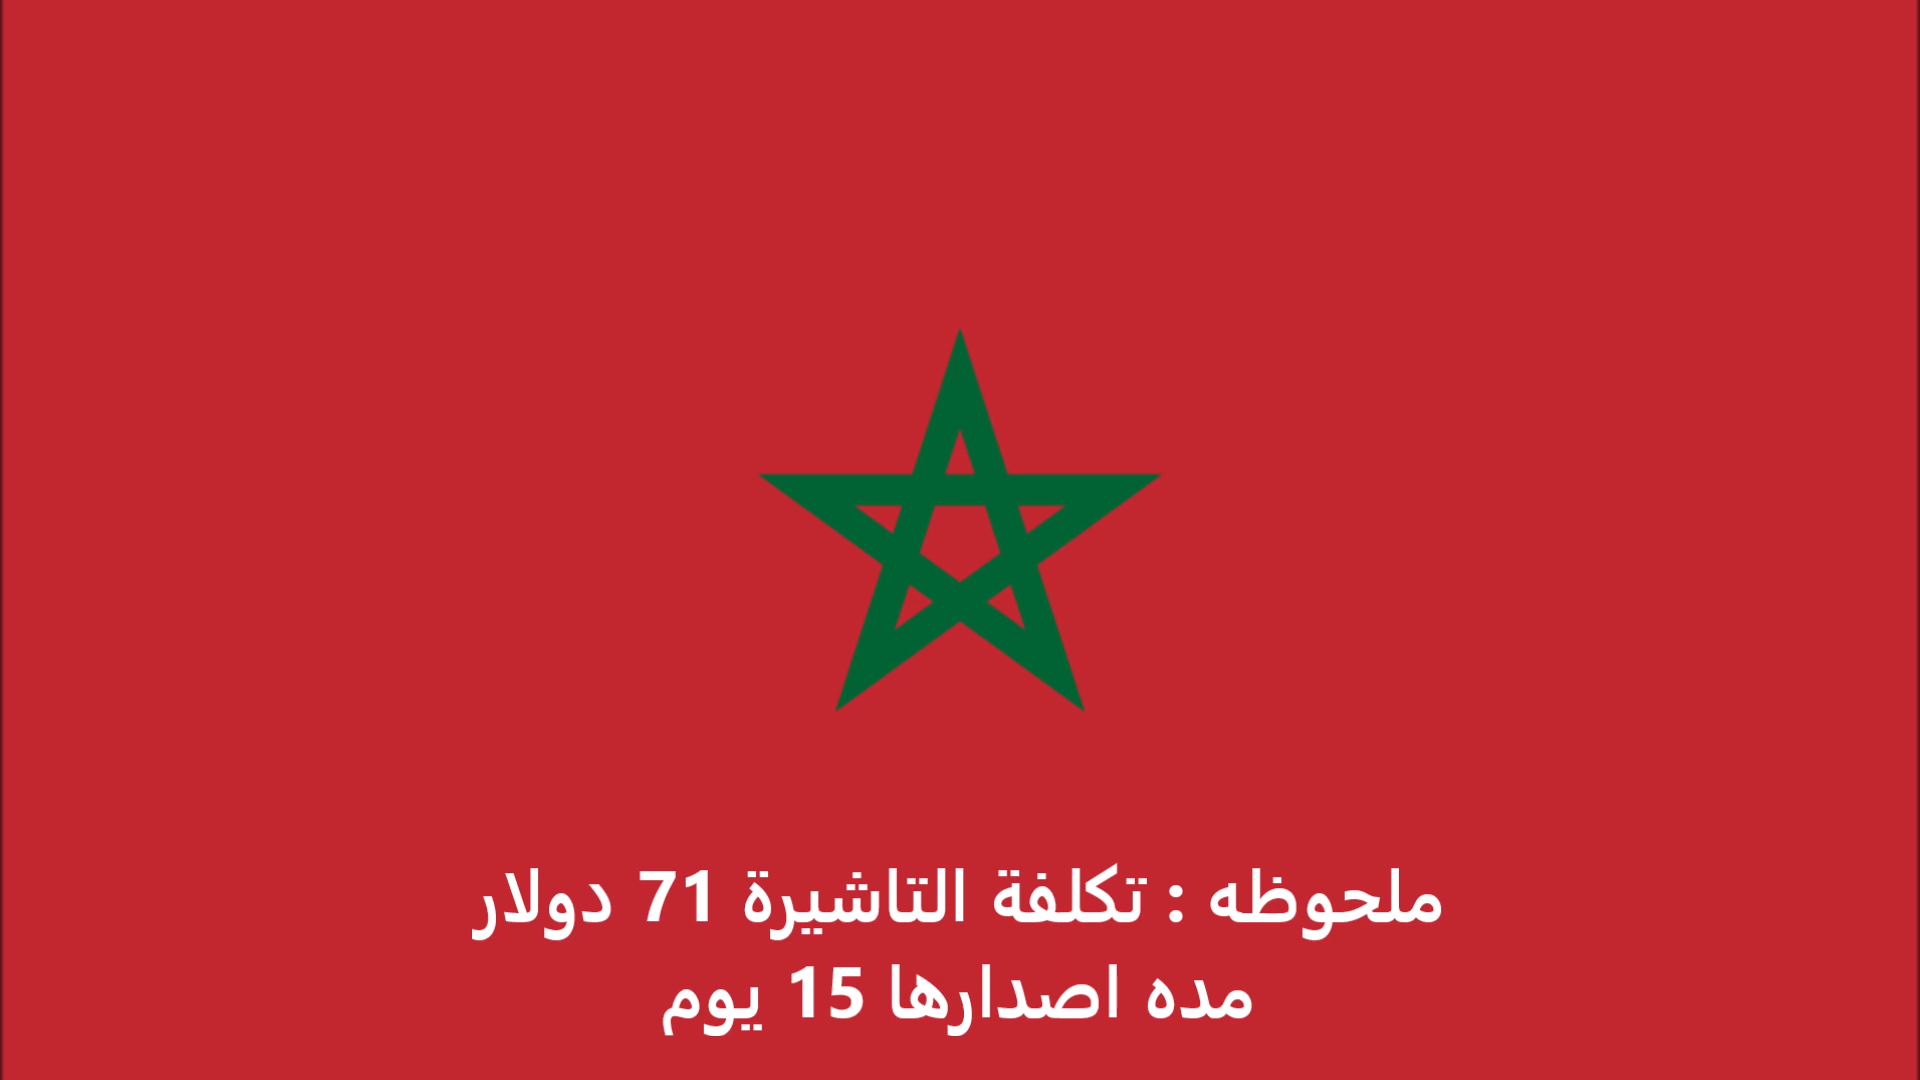 ملحوظه : تكلفة التاشيرة 71 دولار
مده اصدارها 15 يوم